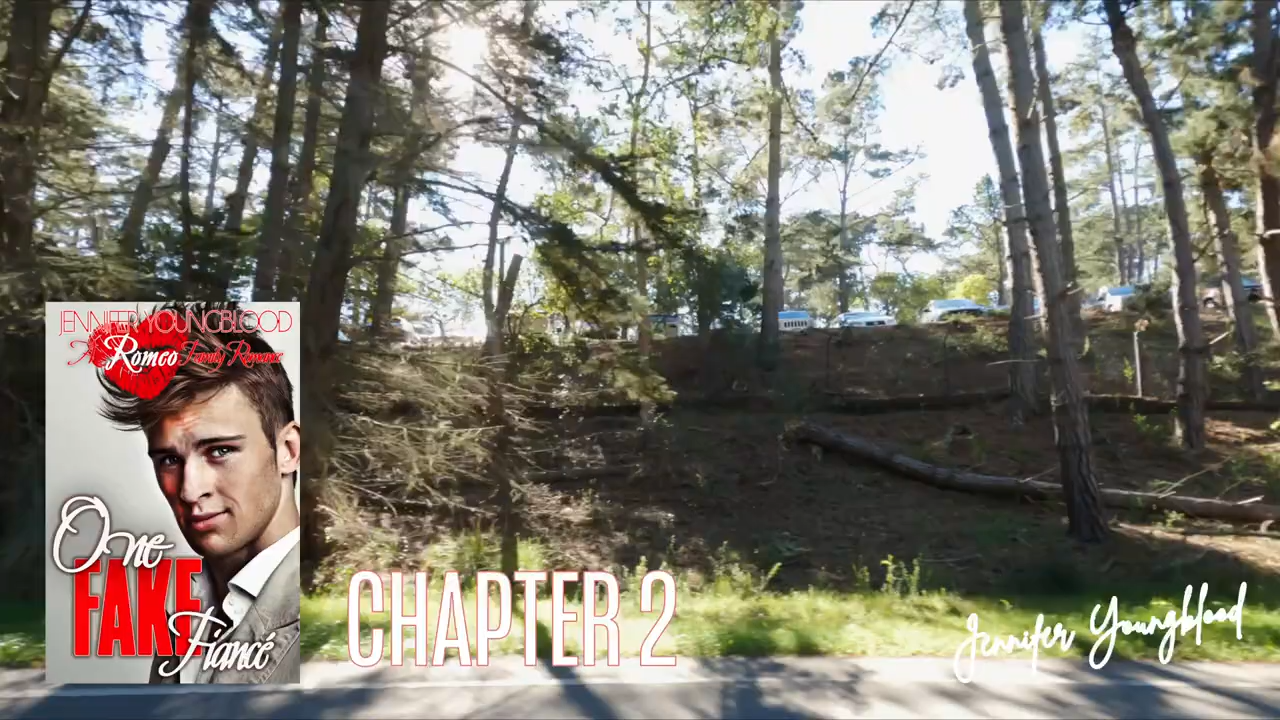 JENNIFER YOUNGBLOOD
A Romeo Family Romance
One
FAKE
Fiancé
CHAPTER 2
Jennifer Youngblood